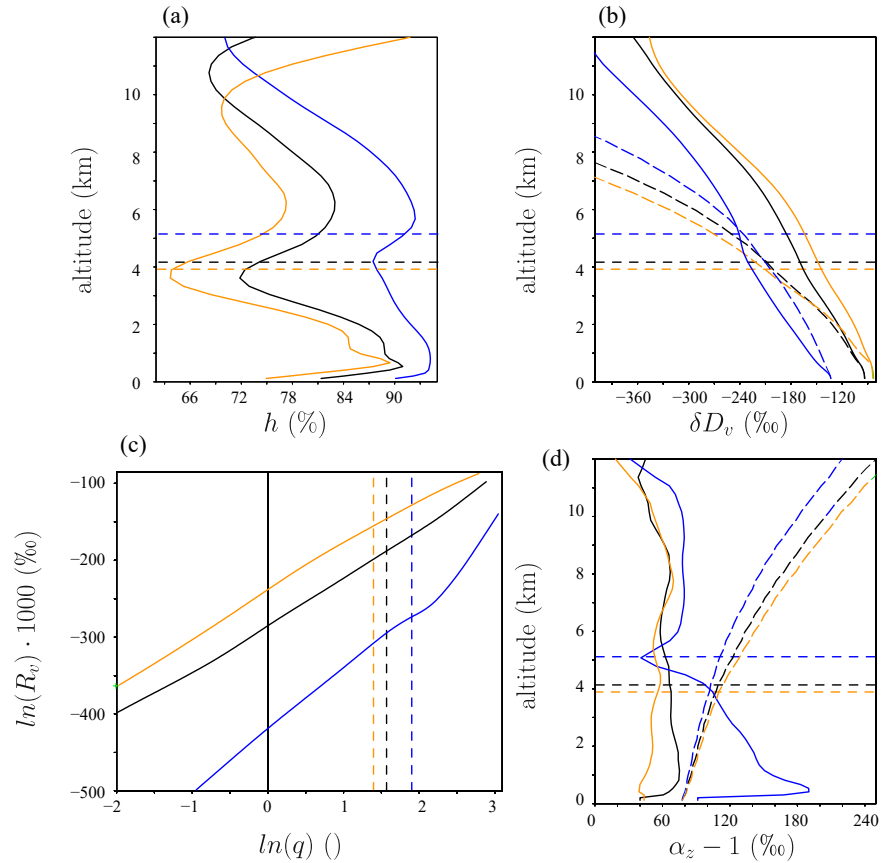 (a)
10
8
6
4
2
0
altitude (km)
66 72 78 84 90
h (%)
(b)
10
8
6
4
2
0
altitude (km)
−360 −300 −240 −180 −120
δD_v (‰)
(c)
−100
−200
−300
−400
−500
ln(R_v) · 1000 (‰)
−2 −1 0 1 2 3
ln(q) ()
(d)
10
8
6
4
2
0
altitude (km)
0 60 120 180 240
α_z − 1 (‰)